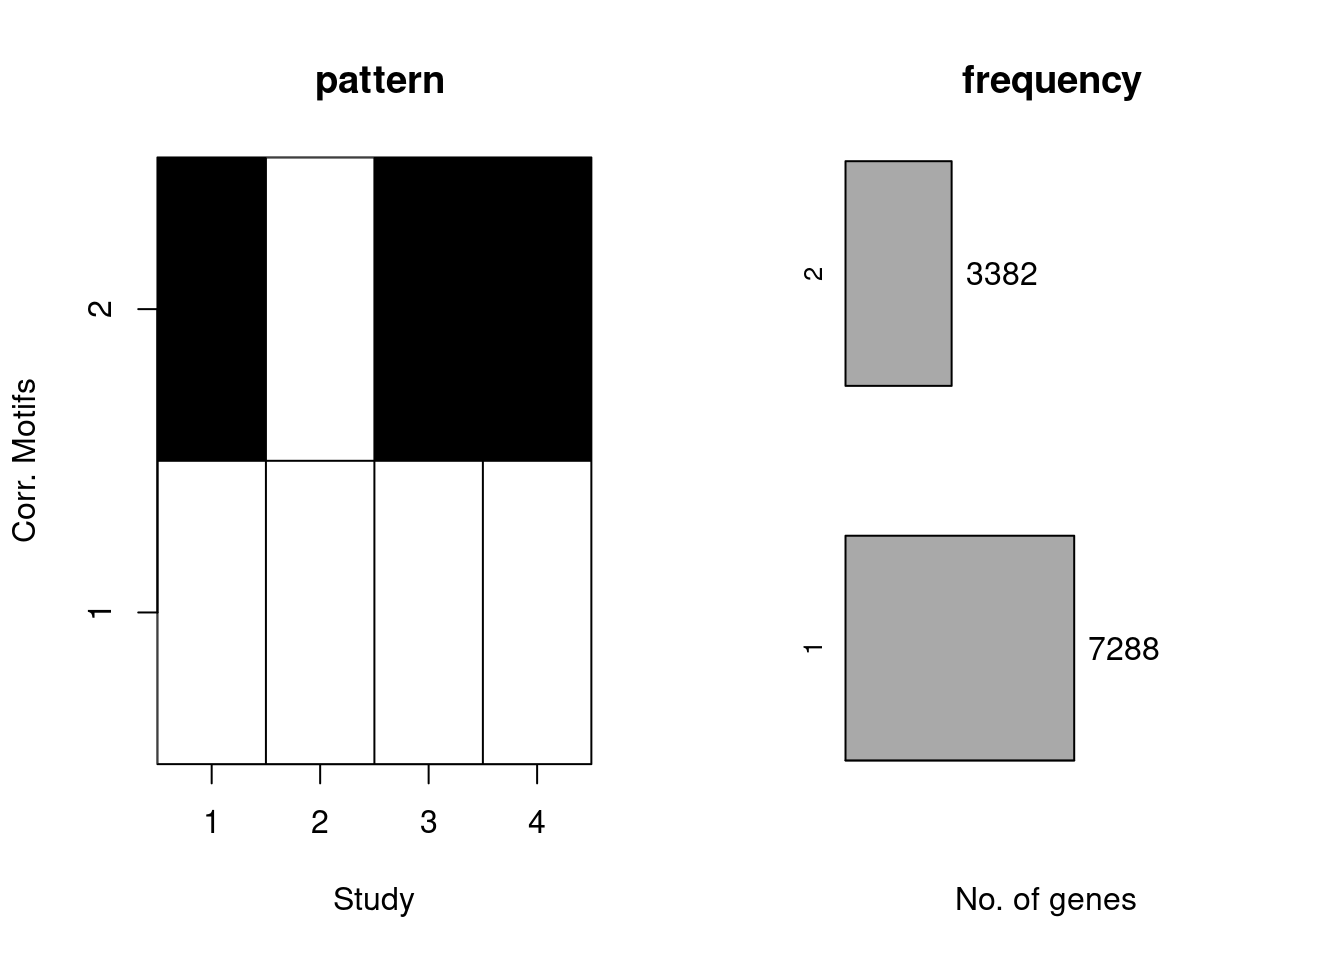 pattern
Corr. Motifs
2
1
1 2 3 4
Study
frequency
2
3382
1
7288
No. of genes